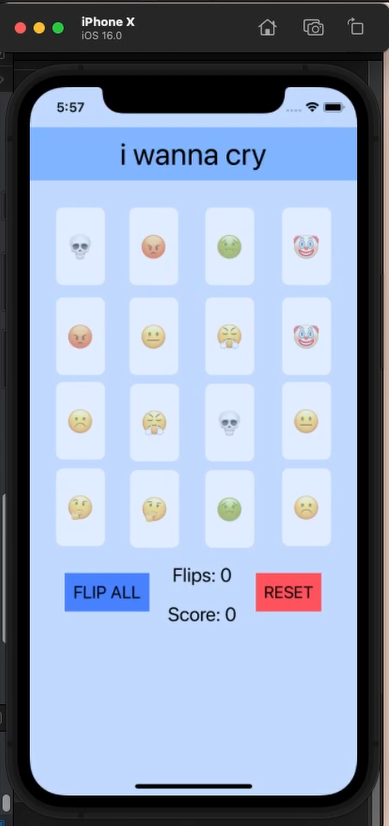 iPhone X
iOS 16.0
5:57
i wanna cry
Flips: 0
FLIP ALL
RESET
Score: 0